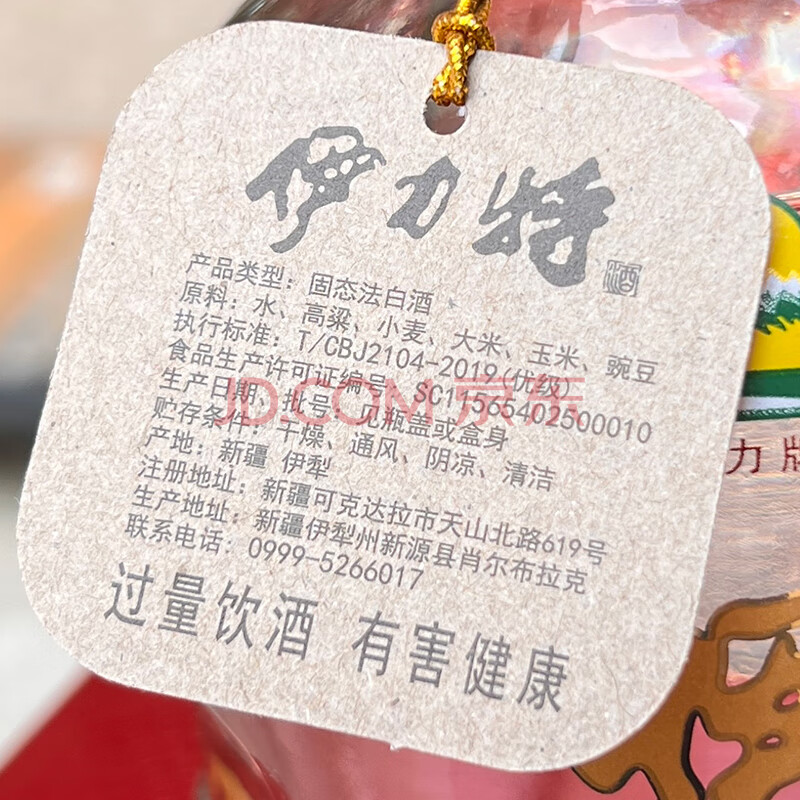 伊力特
酒
产品类型：固态法白酒
原料：水、高粱、小麦、大米、玉米、豌豆
执行标准：T/CBJ2104-2019(优级)
食品生产许可证编号：SC11565402500010
生产日期、批号：见瓶盖或盒身
贮存条件：干燥、通风、阴凉、清洁
产地：新疆 伊犁
注册地址：新疆可克达拉市天山北路619号
生产地址：新疆伊犁州新源县肖尔布拉克
联系电话：0999-5266017
过量饮酒 有害健康
JD.COM 京东
力牌